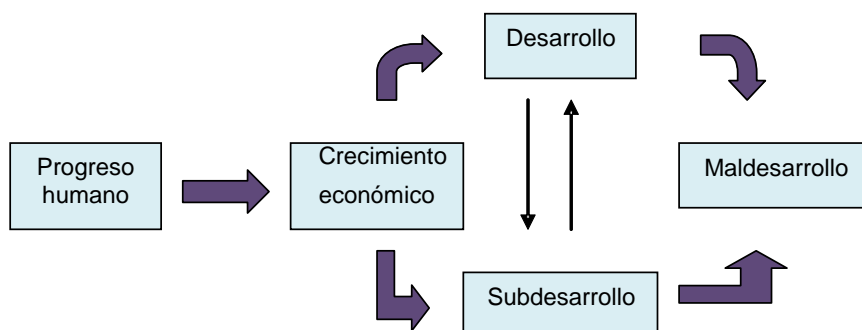 Desarrollo
Progreso
humano
Crecimiento
económico
Maldesarrollo
Subdesarrollo